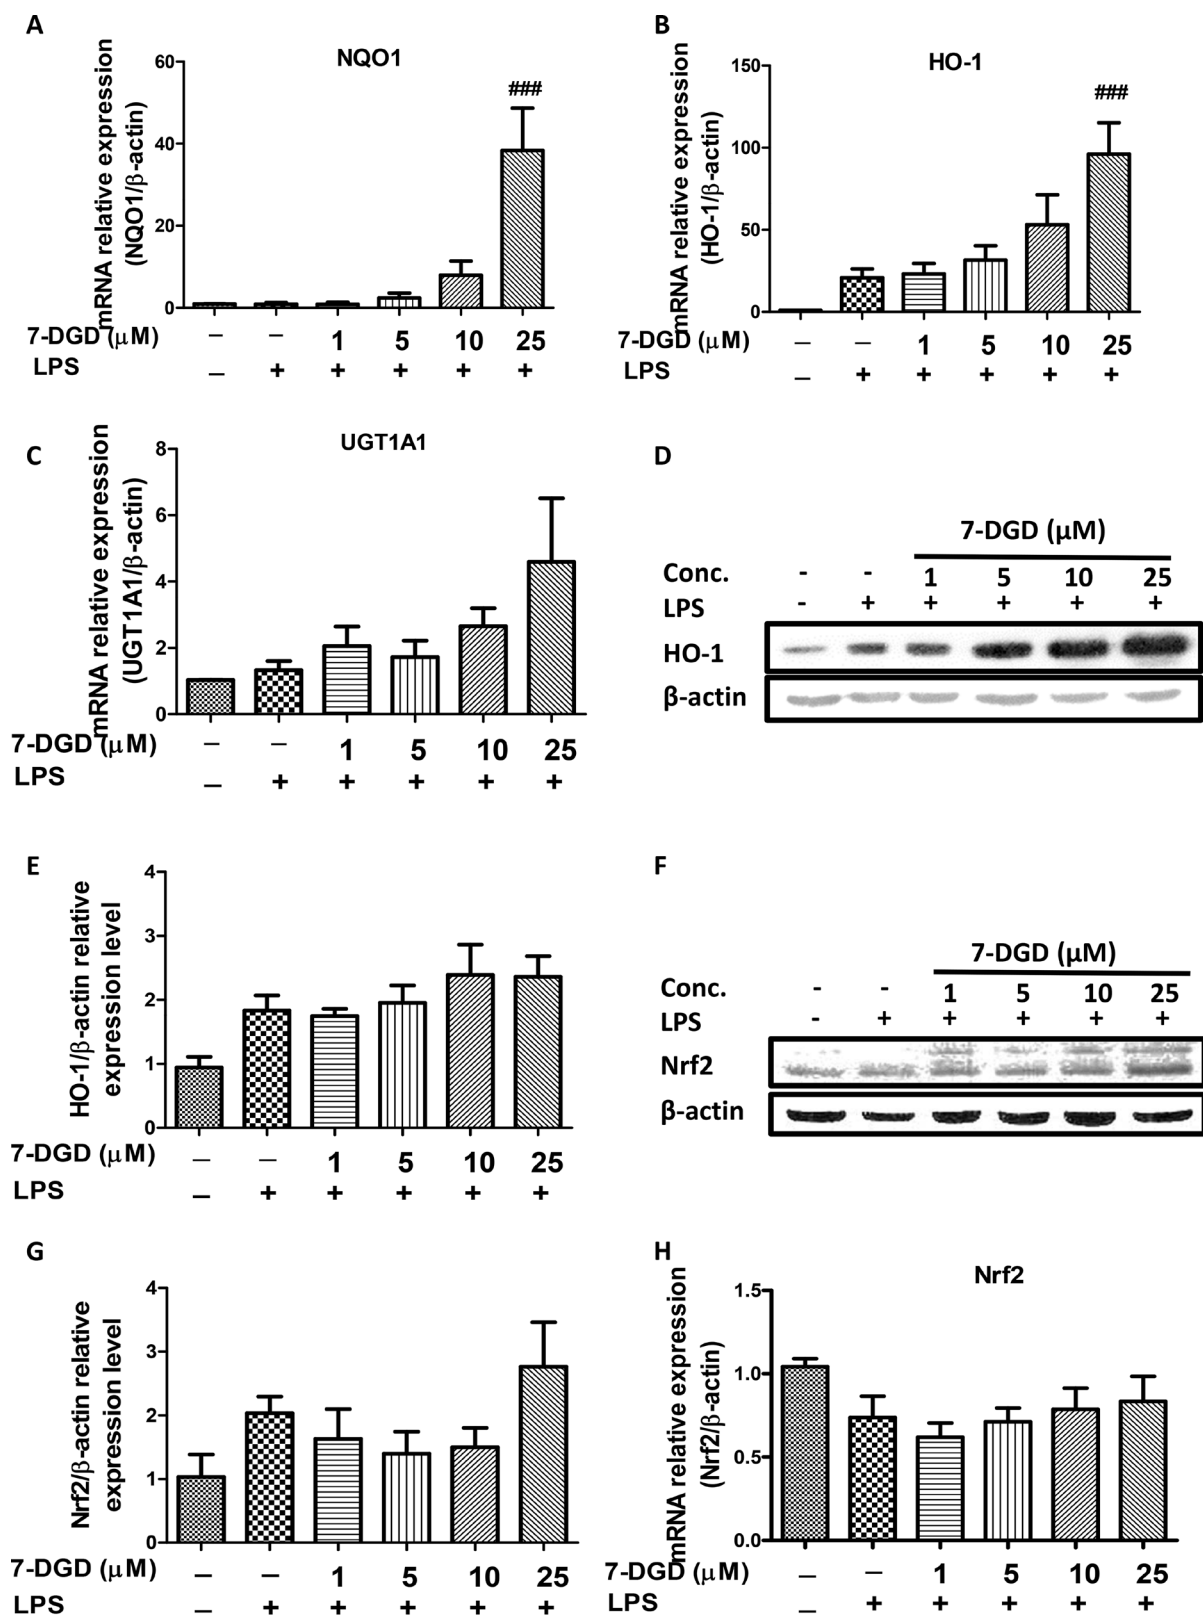 A
NQO1
mRNA relative expression
(NQO1/β-actin)
60
40
20
0
###
7-DGD (μM) – – 1 5 10 25
LPS – + + + + +
B
HO-1
mRNA relative expression
(HO-1/β-actin)
150
100
50
0
###
7-DGD (μM) – – 1 5 10 25
LPS – + + + + +
C
UGT1A1
mRNA relative expression
(UGT1A1/β-actin)
8
6
4
2
0
7-DGD (μM) – – 1 5 10 25
LPS – + + + + +
D
7-DGD (μM)
Conc. - - 1 5 10 25
LPS - + + + + +
HO-1
β-actin
E
HO-1/β-actin relative
expression level
4
3
2
1
0
7-DGD (μM) – – 1 5 10 25
LPS – + + + + +
F
7-DGD (μM)
Conc. - - 1 5 10 25
LPS - + + + + +
Nrf2
β-actin
G
Nrf2/β-actin relative
expression level
4
3
2
1
0
7-DGD (μM) – – 1 5 10 25
LPS – + + + + +
H
Nrf2
mRNA relative expression
(Nrf2/β-actin)
1.5
1.0
0.5
0.0
7-DGD (μM) – – 1 5 10 25
LPS – + + + + +